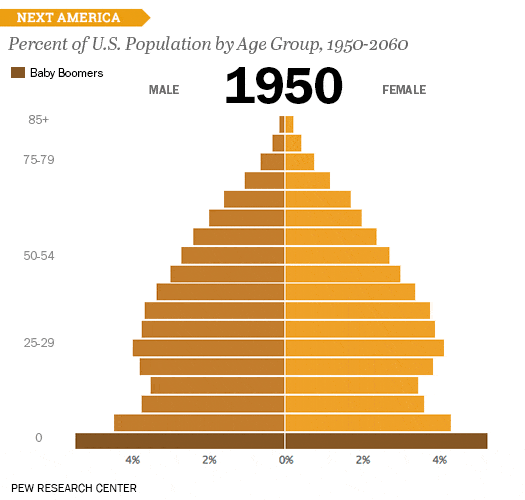 NEXT AMERICA
Percent of U.S. Population by Age Group, 1950-2060
Baby Boomers
MALE
1950
FEMALE
85+
75-79
50-54
25-29
0
4%
2%
0%
2%
4%
PEW RESEARCH CENTER